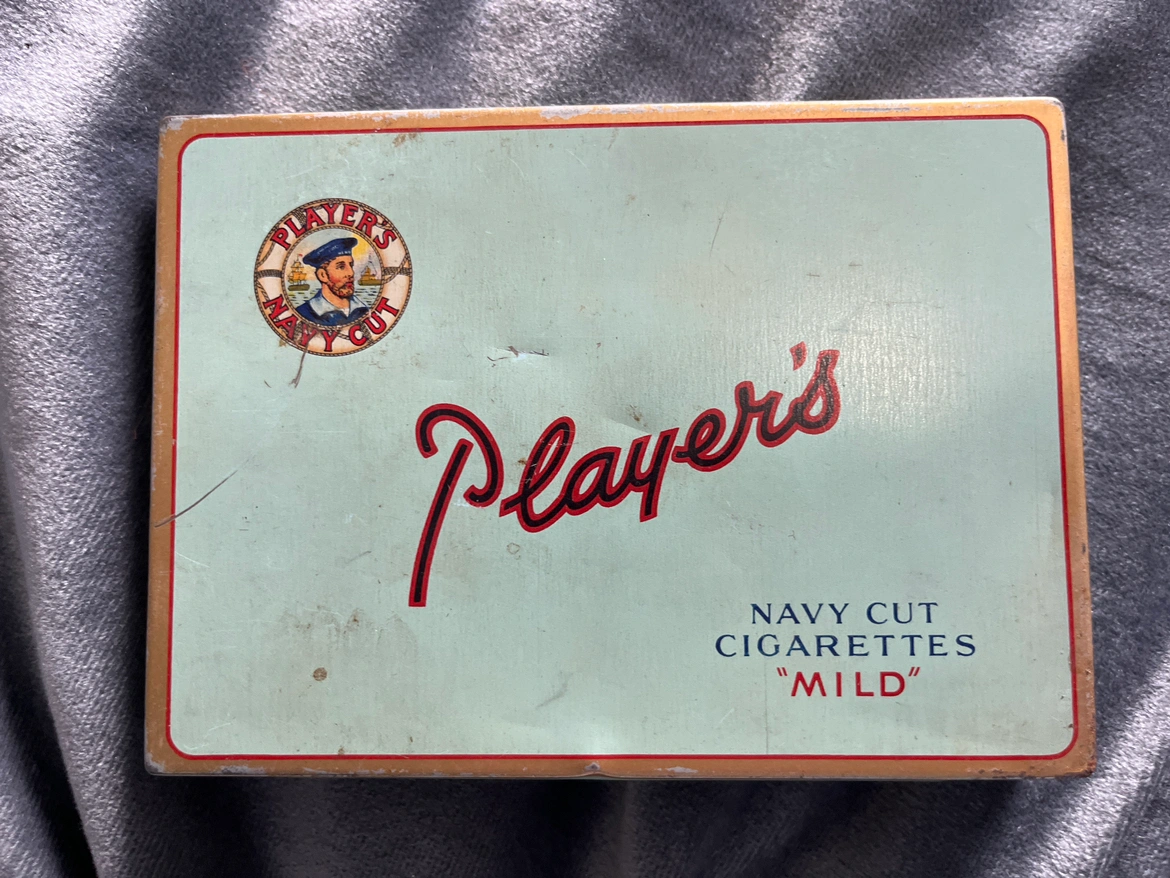 PLAYER'S
NAVY CUT
Player's
NAVY CUT
CIGARETTES
"MILD"